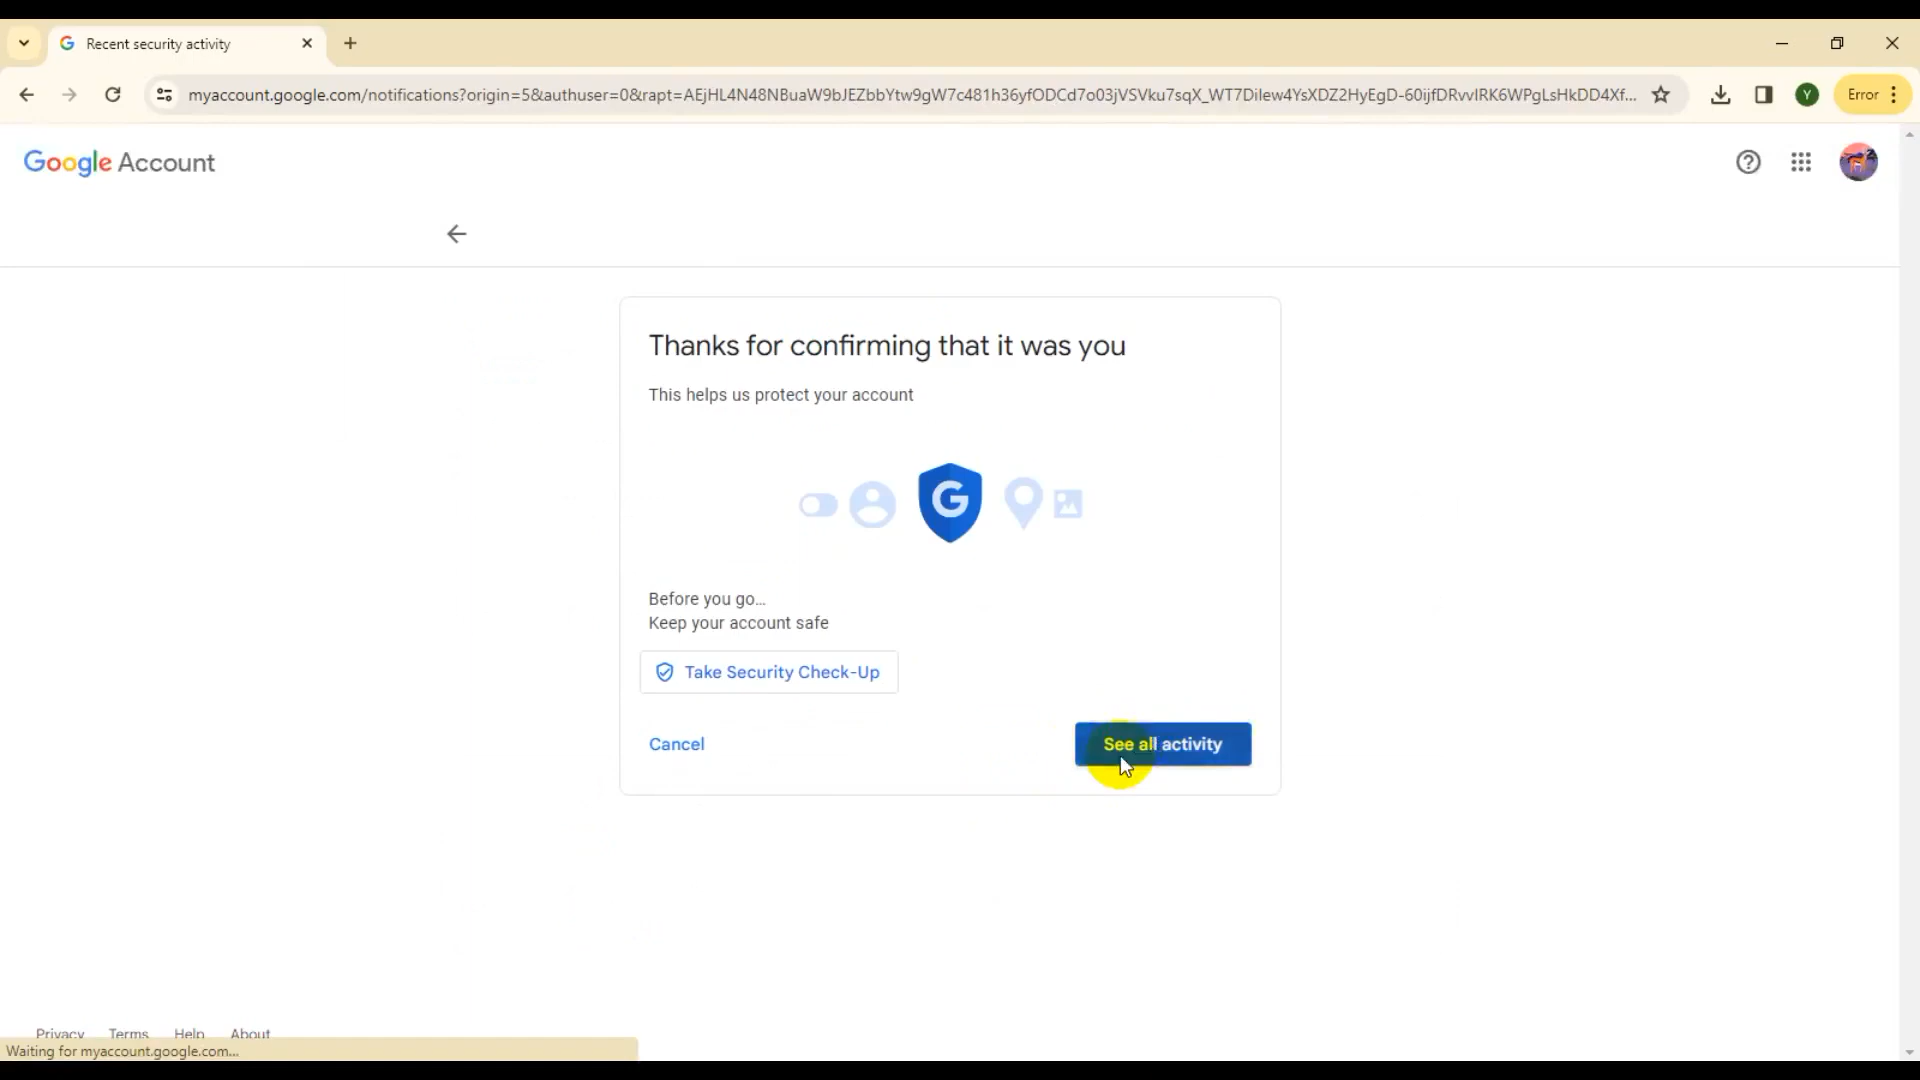 Recent security activity
myaccount.google.com/notifications?origin=5&authuser=0&rapt=AEjHL4N48NBuaW9bJEZbbYtw9gW7c481h36yfODCd7o03jVSVku7sqX_WT7Dilew4YsXDZ2HyEgD-60ijfDRvvlRK6WPgLsHkDD4Xf...
Y
Error
Google Account
Thanks for confirming that it was you
This helps us protect your account
G
Before you go...
Keep your account safe
Take Security Check-Up
Cancel
See all activity
Privacy Terms Help About
Waiting for myaccount.google.com...